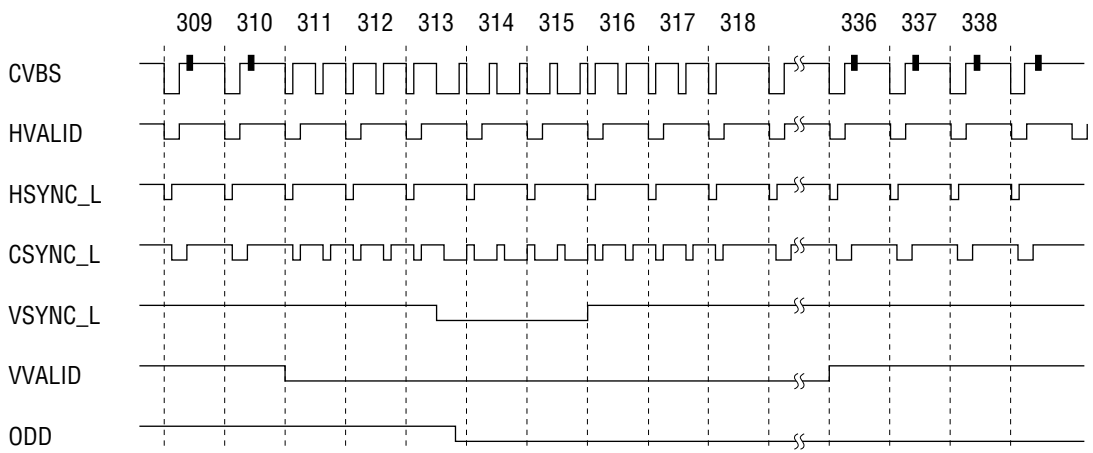 309 310 311 312 313 314 315 316 317 318 336 337 338
CVBS
HVALID
HSYNC_L
CSYNC_L
VSYNC_L
VVALID
ODD